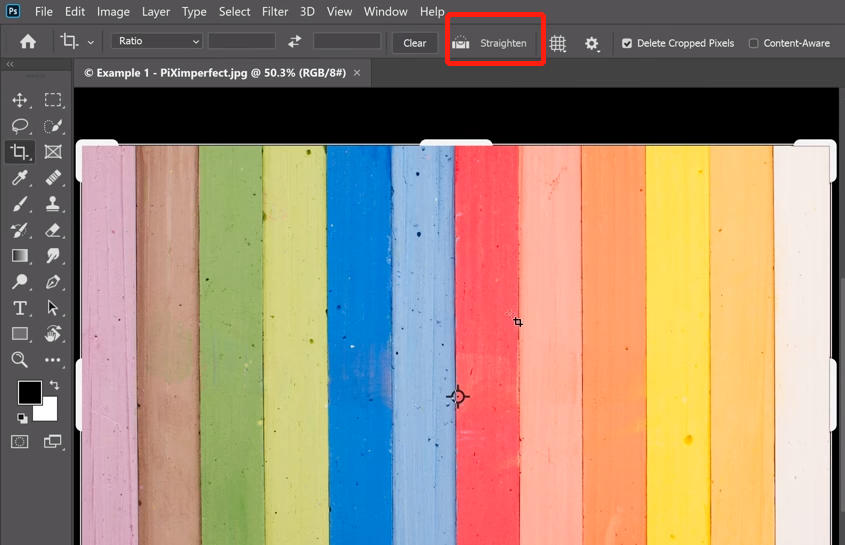 Ps File Edit Image Layer Type Select Filter 3D View Window Help
Ratio Clear Straighten Delete Cropped Pixels Content-Aware
© Example 1 - PiXimperfect.jpg @ 50.3% (RGB/8#) ×
T